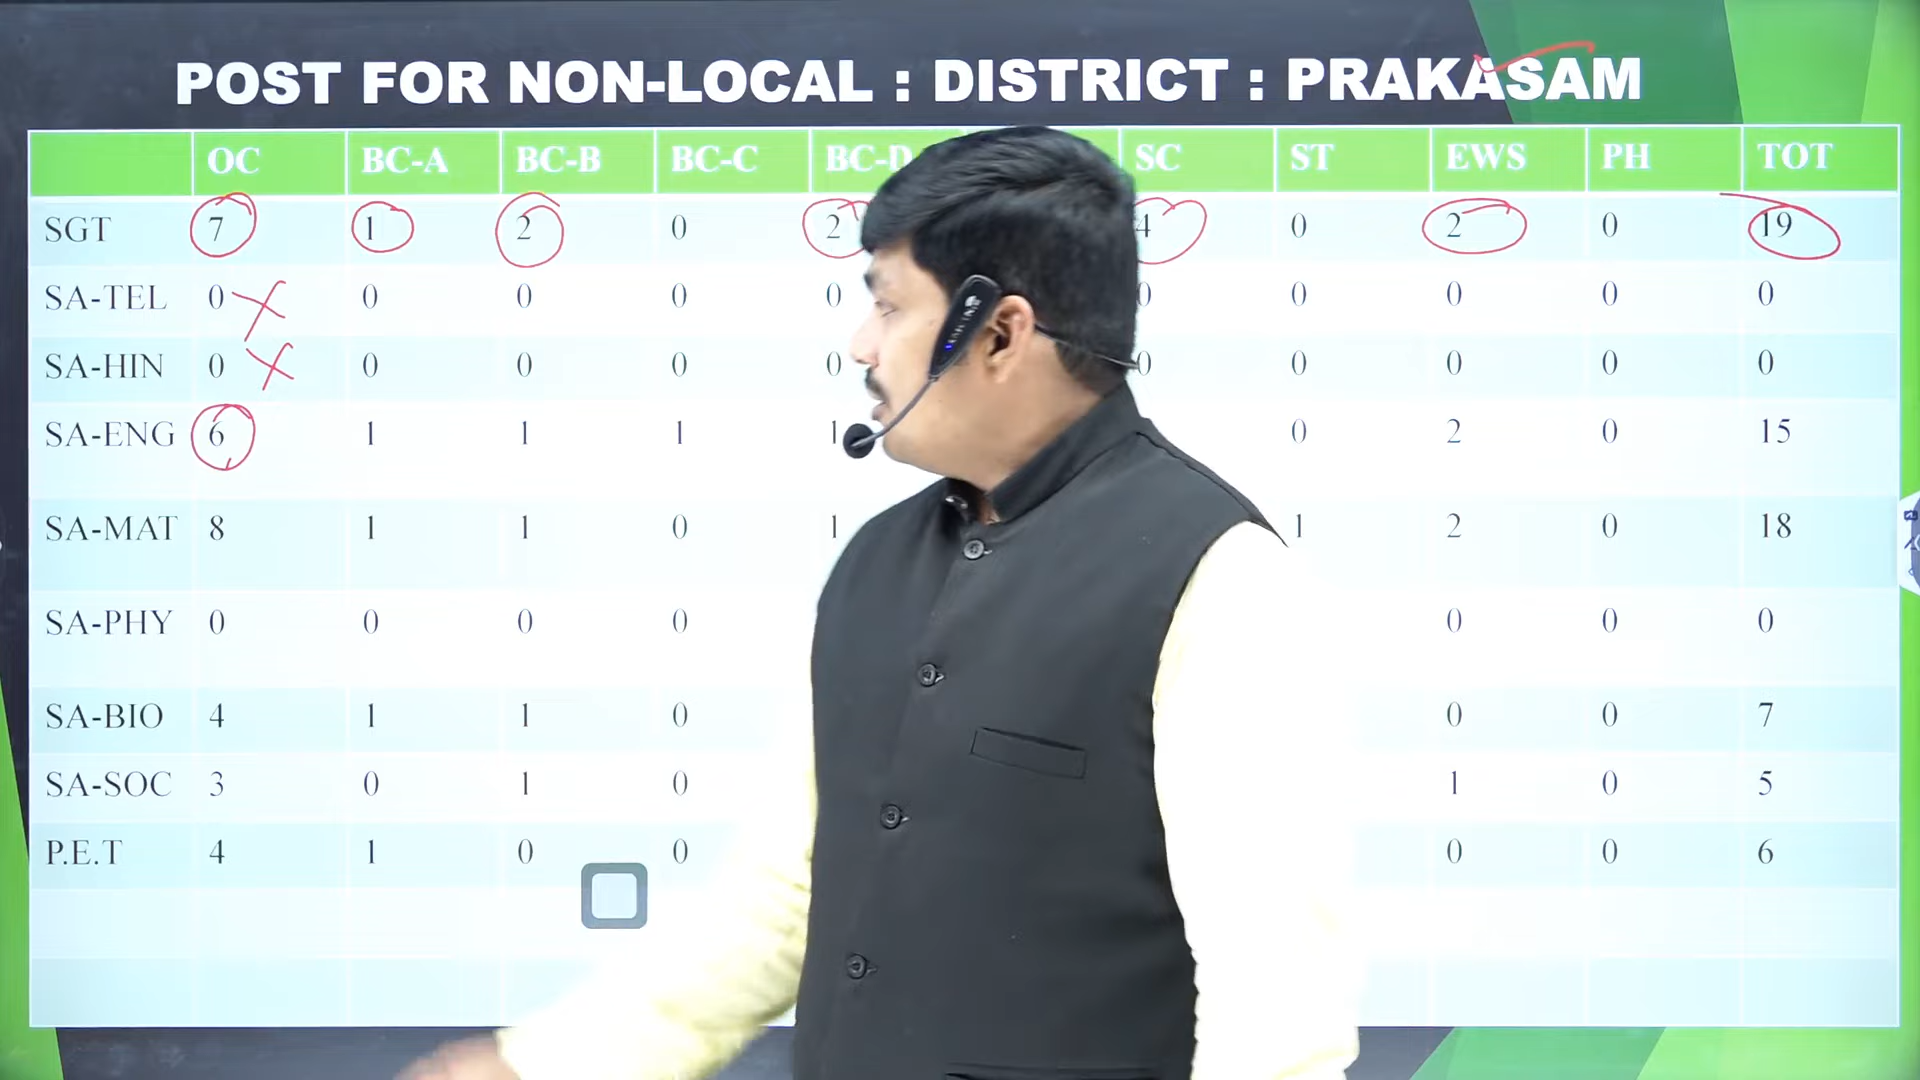 POST FOR NON-LOCAL : DISTRICT : PRAKASAM
OC BC-A BC-B BC-C BC-D SC ST EWS PH TOT
SGT 7 1 2 0 2 4 0 2 0 19
SA-TEL 0 0 0 0 0 0 0 0 0 0
SA-HIN 0 0 0 0 0 0 0 0 0 0
SA-ENG 6 1 1 1 1 0 2 0 15
SA-MAT 8 1 1 0 1 1 2 0 18
SA-PHY 0 0 0 0 0 0 0
SA-BIO 4 1 1 0 0 0 7
SA-SOC 3 0 1 0 1 0 5
P.E.T 4 1 0 0 0 0 6